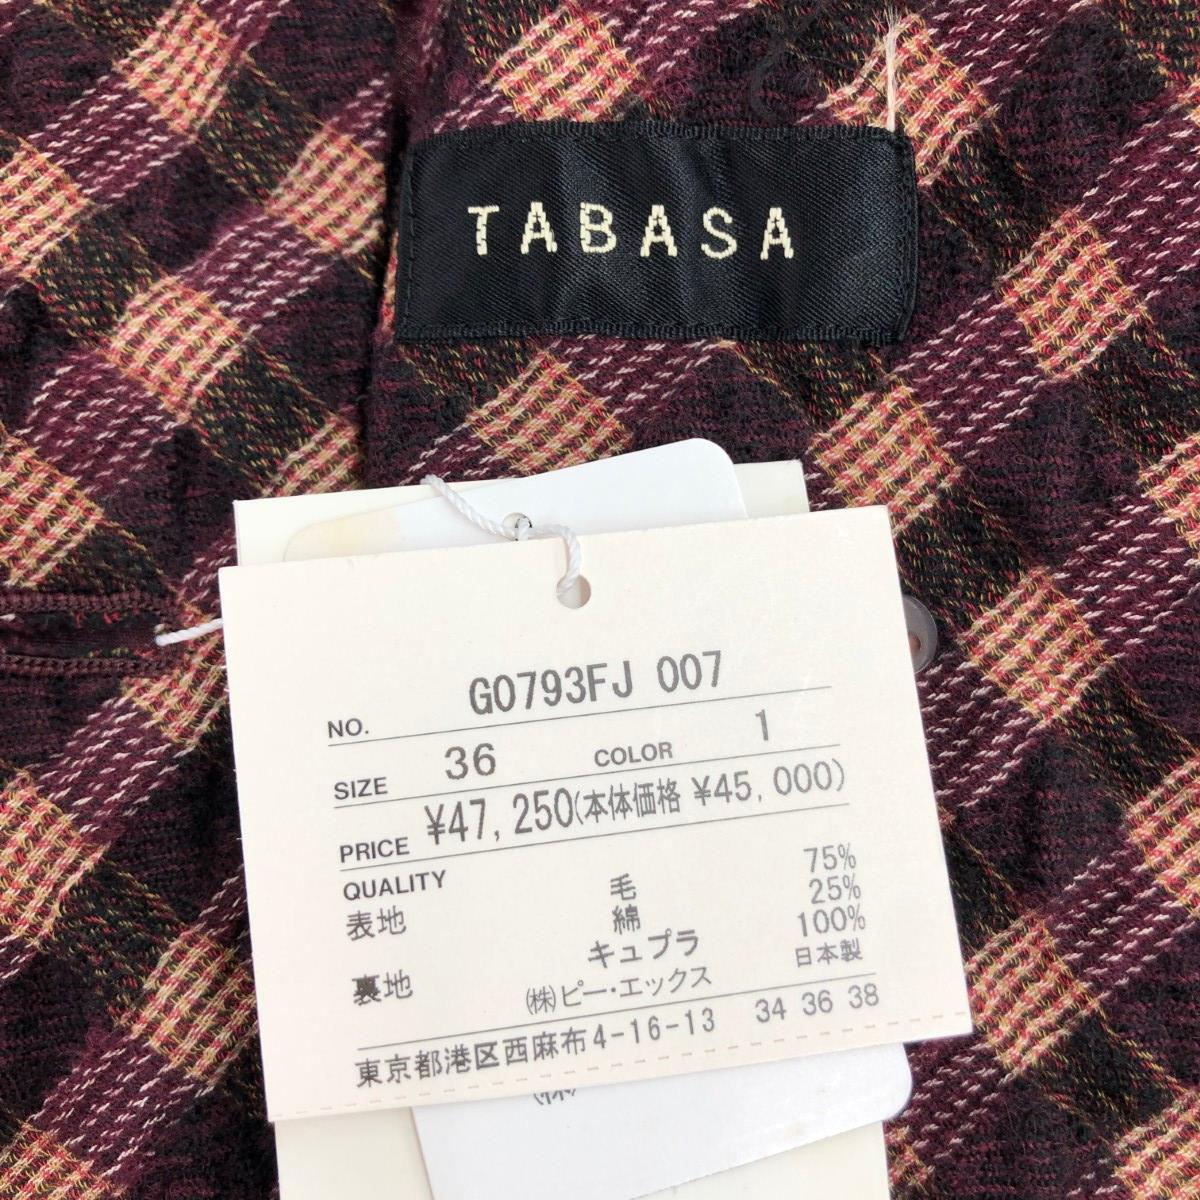 TABASA
NO. G0793FJ 007
SIZE 36 COLOR 1
PRICE ¥47,250(本体価格 ¥45,000)
QUALITY
表地 毛 75%
綿 25%
裏地 キュプラ 100%
(株)ピー・エックス 日本製
東京都港区西麻布4-16-13 34 36 38
(株)